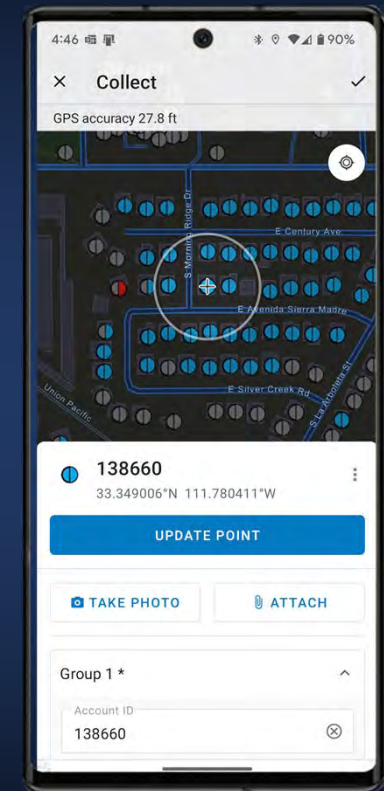 4:46
90%
Collect
GPS accuracy 27.8 ft
S Morning Ridge Dr
E Century Ave
E Avenida Sierra Madre
E Silver Creek Rd
S La Arboleta St
Union Pacific
138660
33.349006°N 111.780411°W
UPDATE POINT
TAKE PHOTO
ATTACH
Group 1 *
Account ID
138660